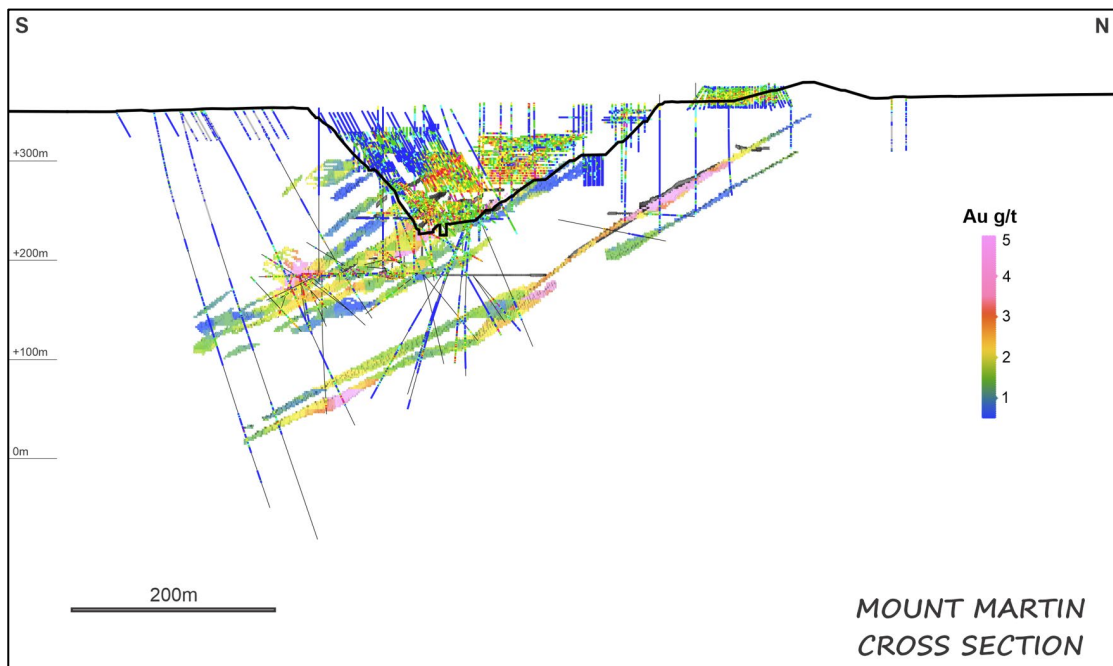 S
N
+300m
+200m
+100m
0m
Au g/t
5
4
3
2
1
200m
MOUNT MARTIN
CROSS SECTION